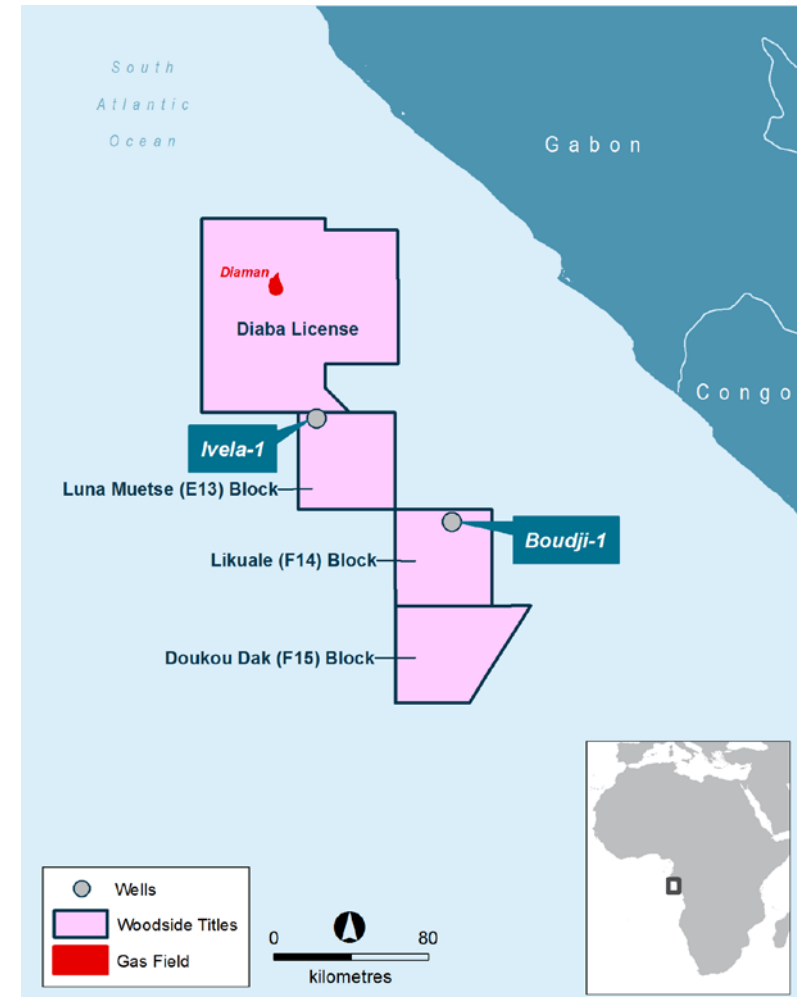 South
Atlantic
Ocean
Gabon
Diaman
Diaba License
Congo
Ivela-1
Luna Muetse (E13) Block
Boudji-1
Likuale (F14) Block
Doukou Dak (F15) Block
Wells
Woodside Titles
Gas Field
0 80
kilometres